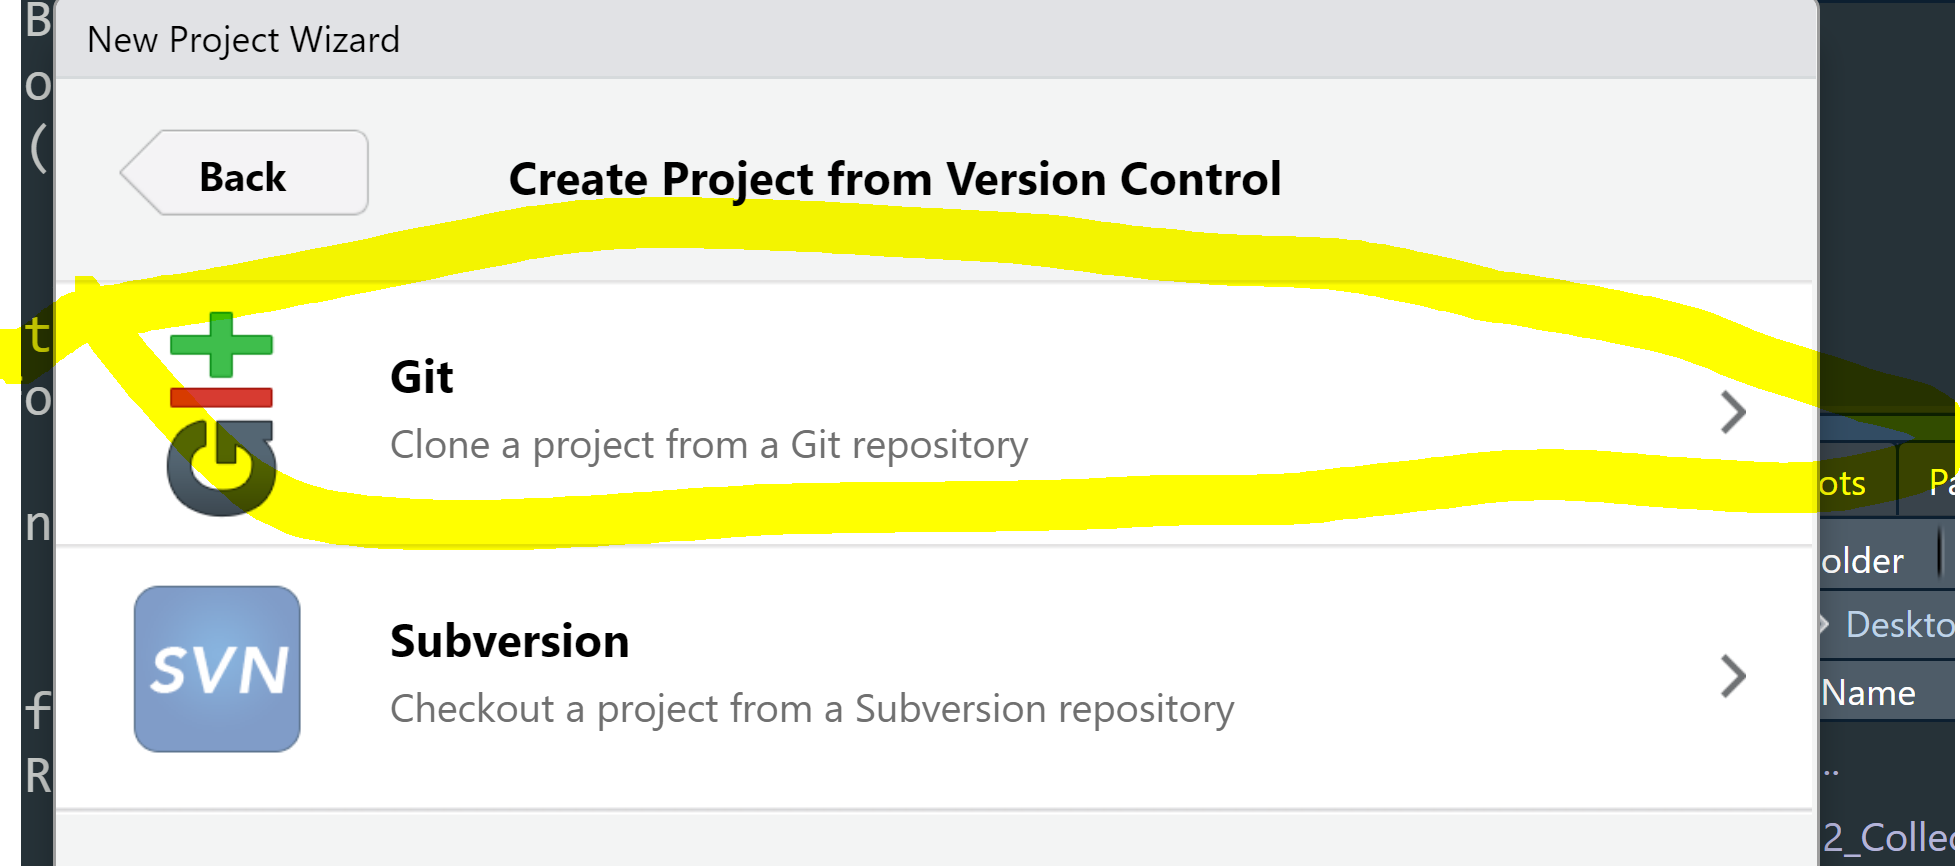 New Project Wizard
Back
Create Project from Version Control
Git
Clone a project from a Git repository
SVN
Subversion
Checkout a project from a Subversion repository
B
o
(
t
o
n
f
R
ots
Pa
older
Deskto
Name
..
2_Collec